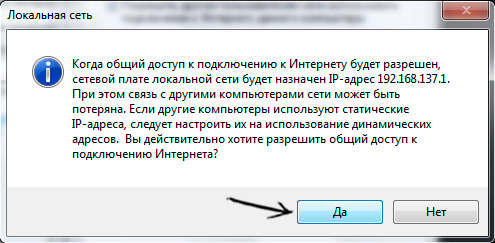 Локальная сеть
Когда общий доступ к подключению к Интернету будет разрешен,
сетевой плате локальной сети будет назначен IP-адрес 192.168.137.1.
При этом связь с другими компьютерами сети может быть
потеряна. Если другие компьютеры используют статические
IP-адреса, следует настроить их на использование динамических
адресов.  Вы действительно хотите разрешить общий доступ к
подключению Интернета?
Да
Нет